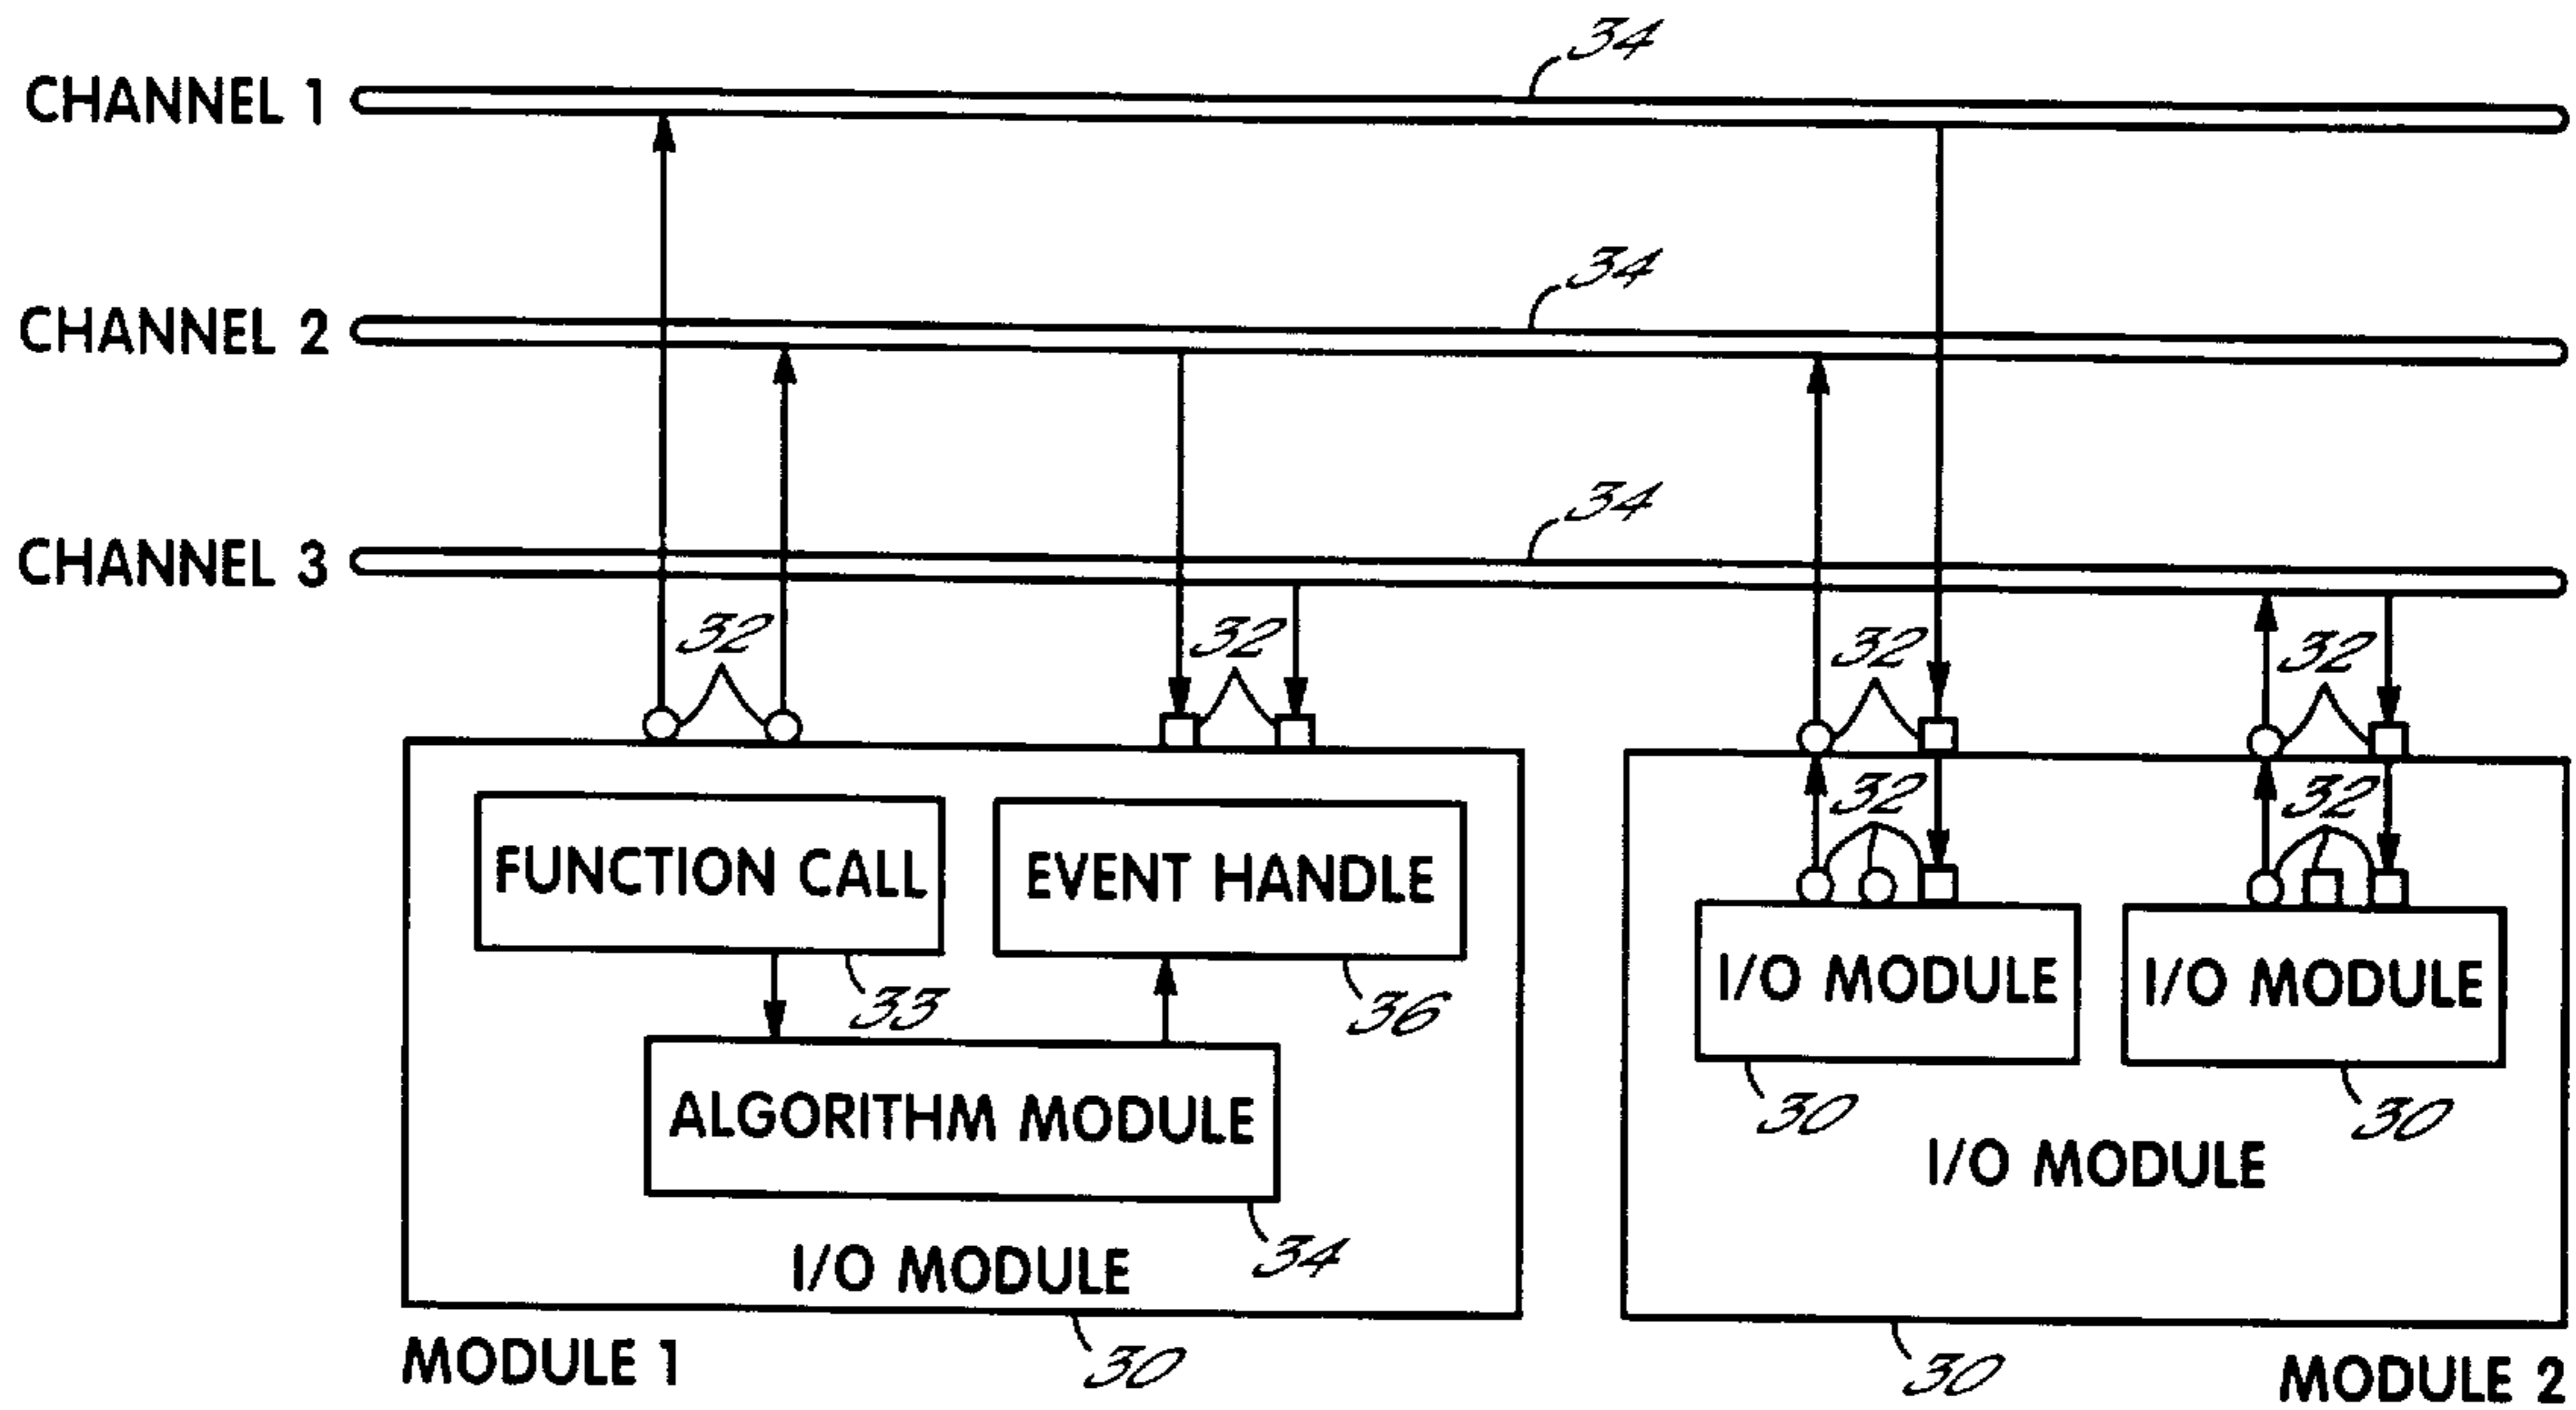 34
CHANNEL 1
34
CHANNEL 2
34
CHANNEL 3
32 32 32 32
32 32
FUNCTION CALL EVENT HANDLE
33 36
I/O MODULE I/O MODULE
ALGORITHM MODULE
30 30
34
I/O MODULE
I/O MODULE
30 30
MODULE 1 MODULE 2